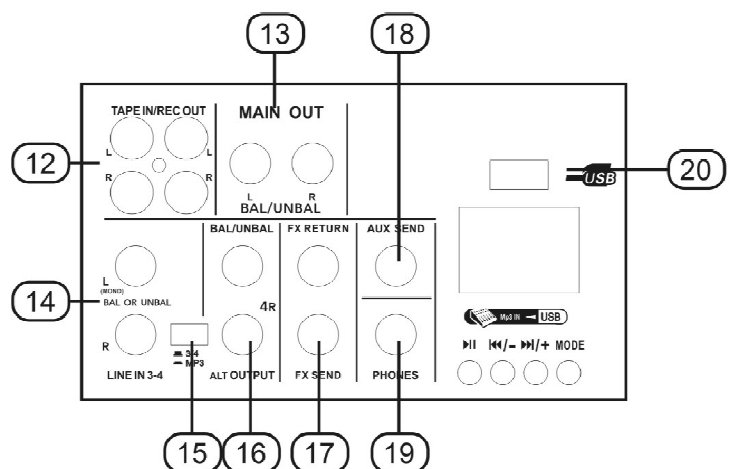 13
18
TAPE IN/REC OUT
MAIN OUT
12
L
L
R
R
L
R
BAL/UNBAL
USB
20
BAL/UNBAL
FX RETURN
AUX SEND
14
L
(MONO)
BAL OR UNBAL
R
4R
3-4
MP3
LINE IN 3-4
ALT OUTPUT
FX SEND
PHONES
Mp3 IN USB
▶II I◀◀/- ▶▶I/+ MODE
15
16
17
19